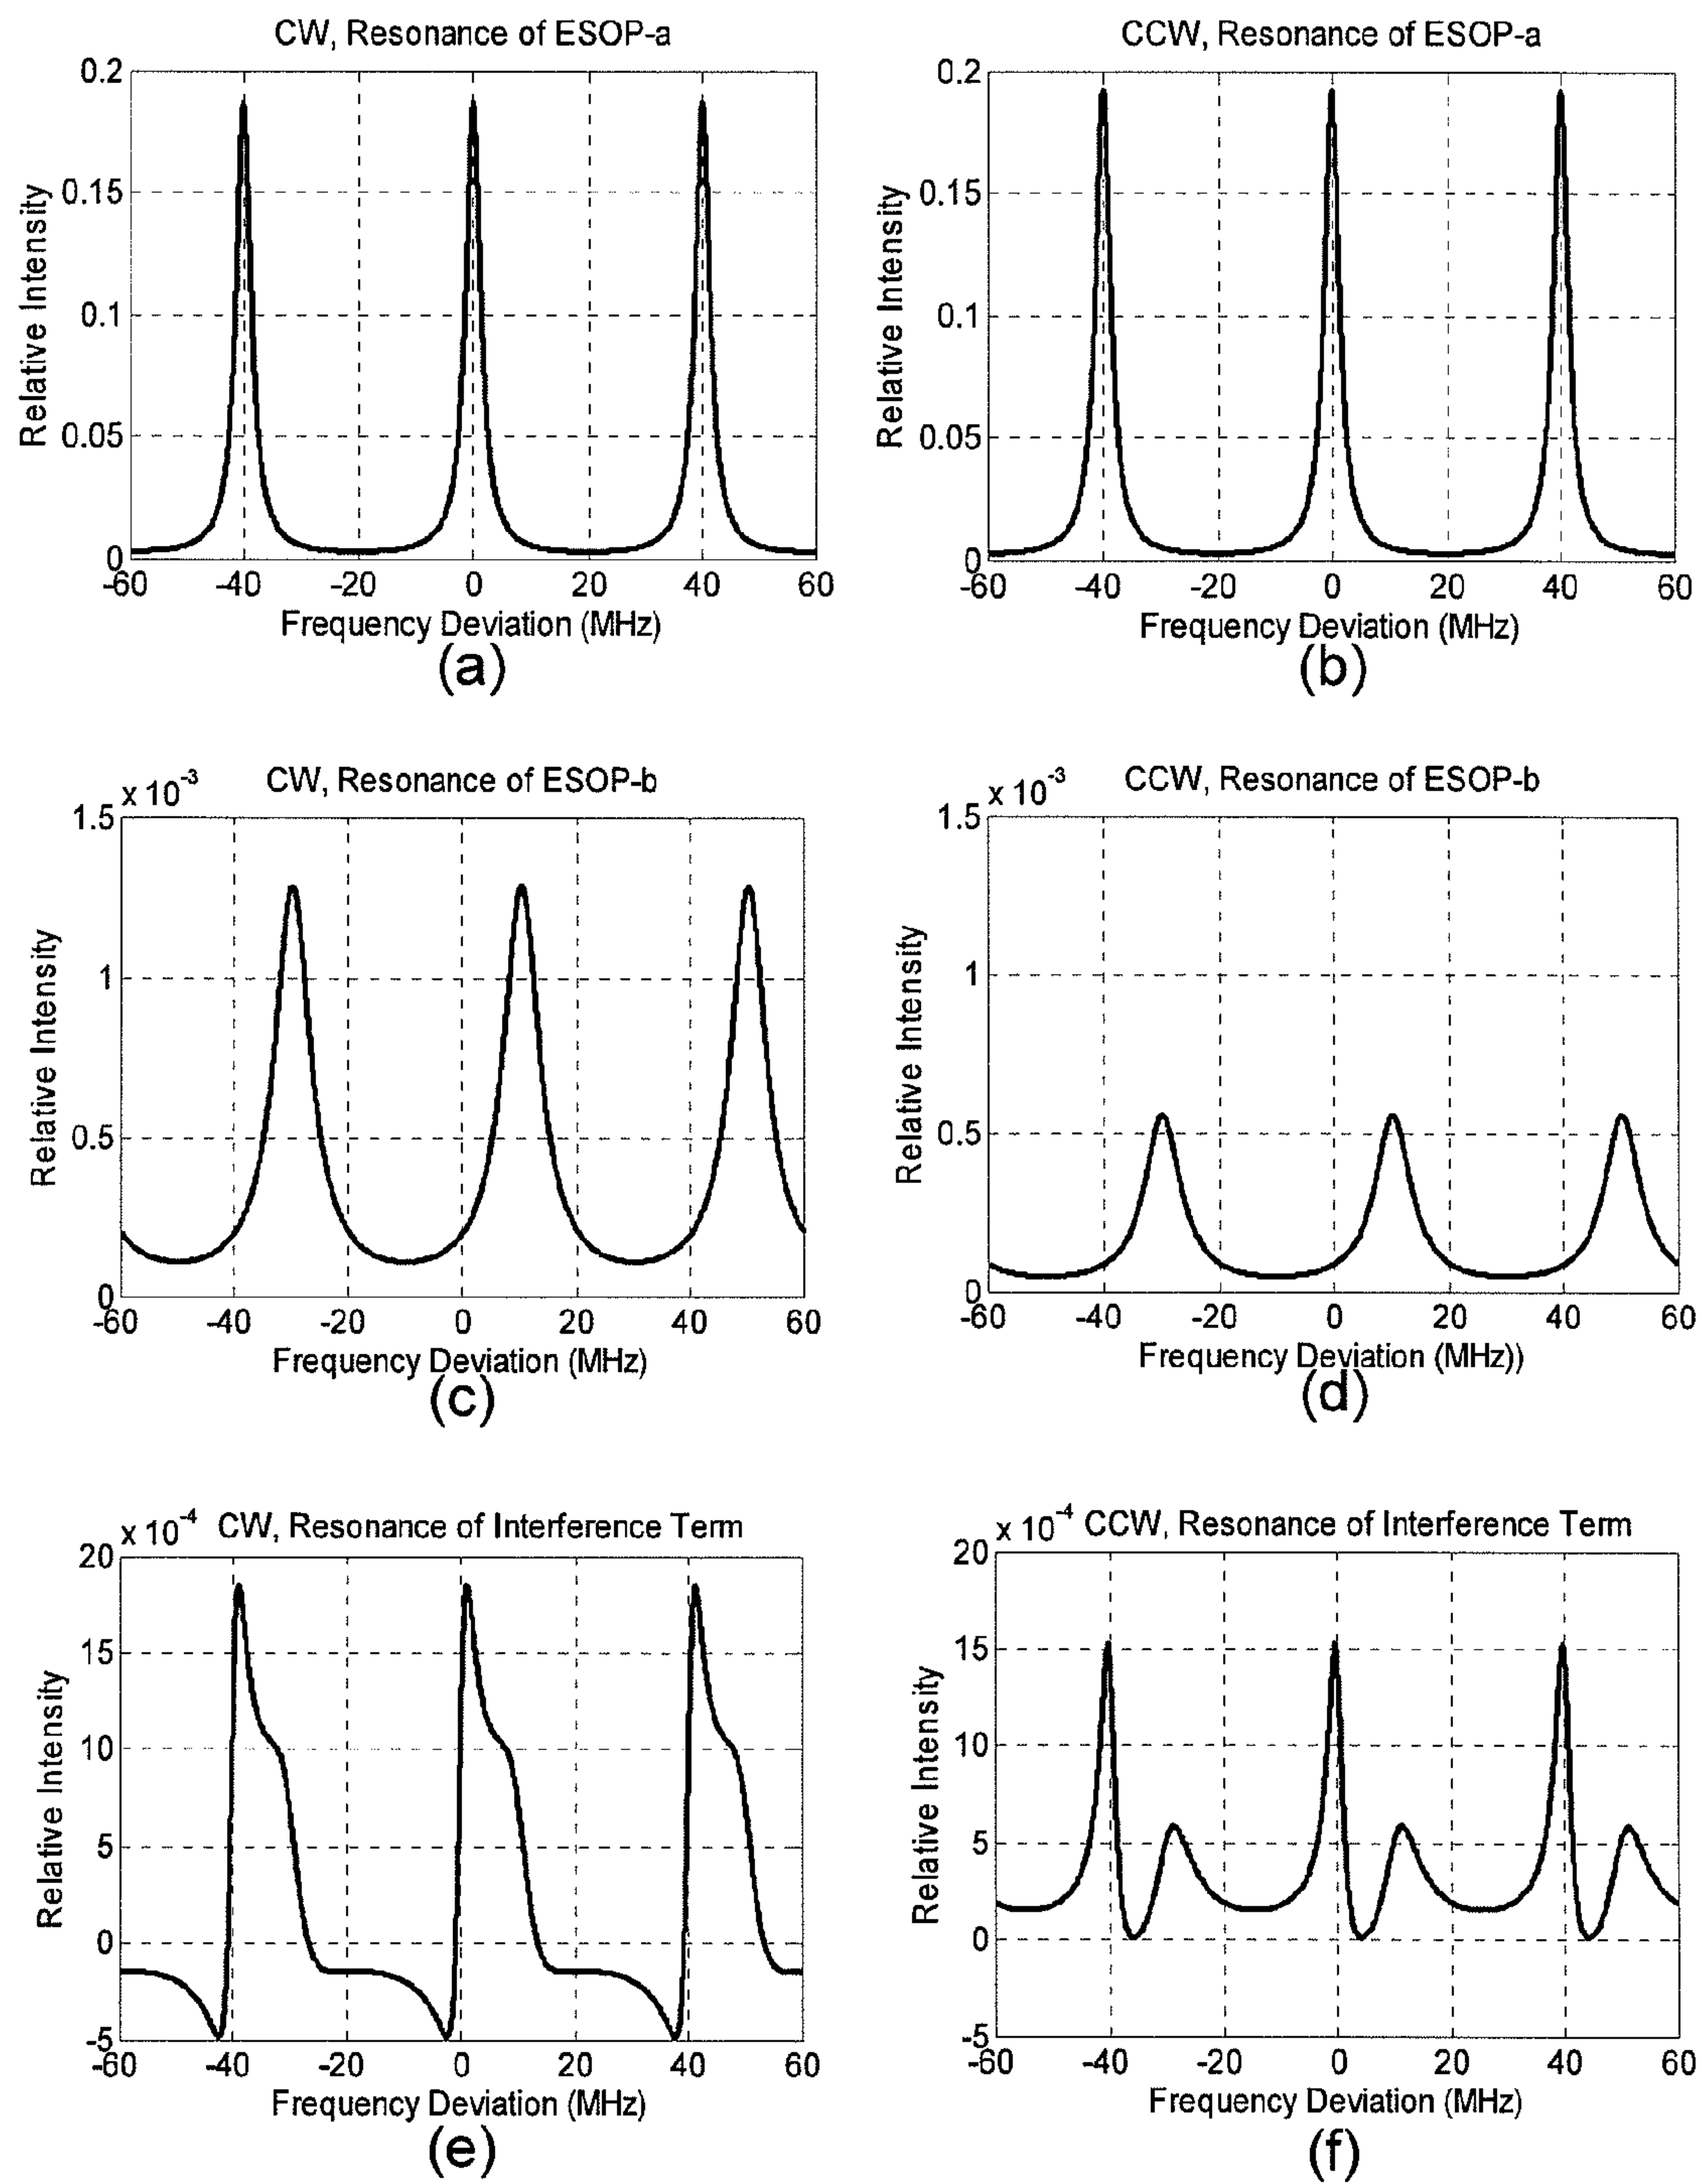 CW, Resonance of ESOP-a
0.2
0.15
0.1
0.05
0
Relative Intensity
-60 -40 -20 0 20 40 60
Frequency Deviation (MHz)
(a)
CCW, Resonance of ESOP-a
0.2
0.15
0.1
0.05
0
Relative Intensity
-60 -40 -20 0 20 40 60
Frequency Deviation (MHz)
(b)
x 10-3 CW, Resonance of ESOP-b
1.5
1
0.5
0
Relative Intensity
-60 -40 -20 0 20 40 60
Frequency Deviation (MHz)
(c)
x 10-3 CCW, Resonance of ESOP-b
1.5
1
0.5
0
Relative Intensity
-60 -40 -20 0 20 40 60
Frequency Deviation (MHz))
(d)
x 10-4 CW, Resonance of Interference Term
20
15
10
5
0
-5
Relative Intensity
-60 -40 -20 0 20 40 60
Frequency Deviation (MHz)
(e)
x 10-4 CCW, Resonance of Interference Term
20
15
10
5
0
-5
Relative Intensity
-60 -40 -20 0 20 40 60
Frequency Deviation (MHz)
(f)